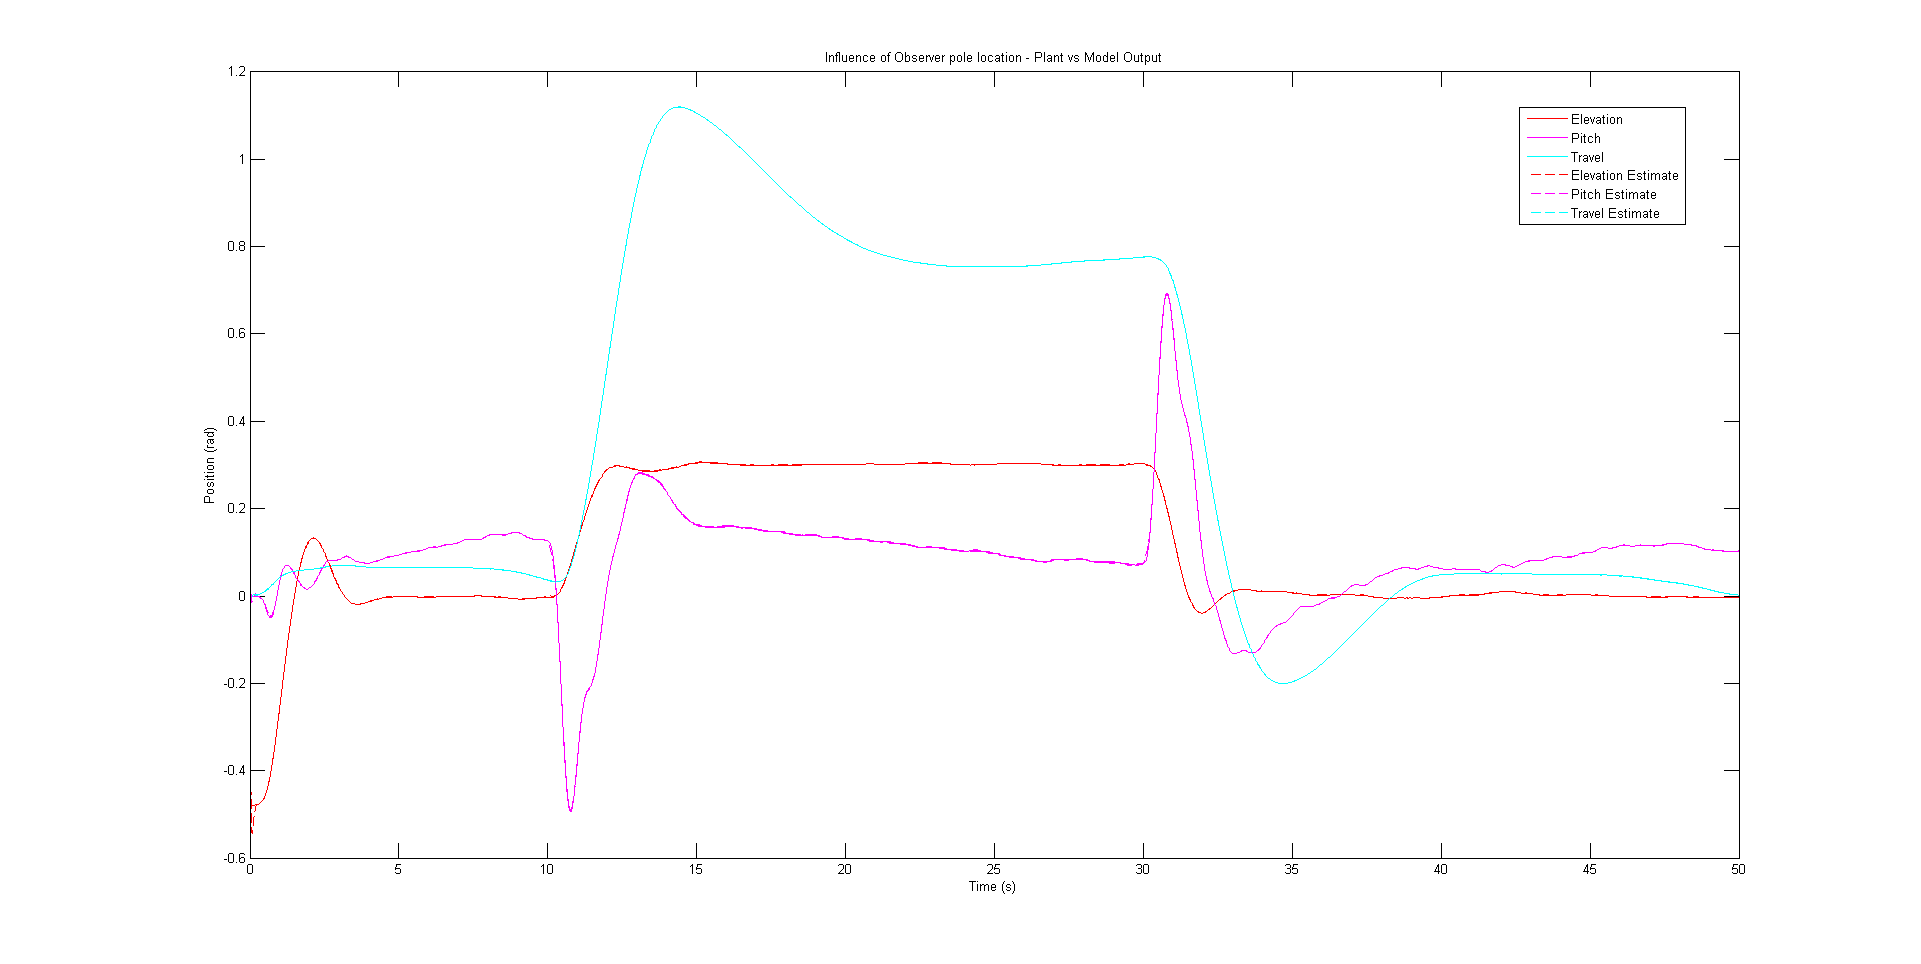 Influence of Observer pole location - Plant vs Model Output
1.2
1
0.8
0.6
0.4
0.2
0
-0.2
-0.4
-0.6
Position (rad)
Elevation
Pitch
Travel
Elevation Estimate
Pitch Estimate
Travel Estimate
0 5 10 15 20 25 30 35 40 45 50
Time (s)